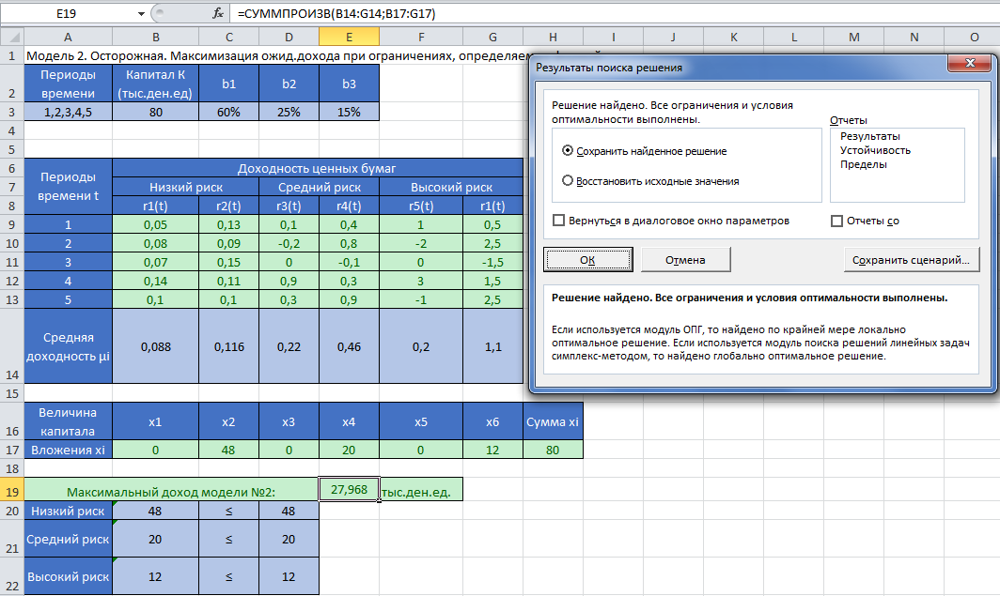 E19 fx =СУММПРОИЗВ(B14:G14;B17:G17)
A B C D E F G H I J K L M N O
1 Модель 2. Осторожная. Максимизация ожид.дохода при ограничениях,
Периоды времени Капитал К (тыс.ден.ед) b1 b2 b3
2
3 1,2,3,4,5 80 60% 25% 15%
4
5
6 Периоды времени t Доходность ценных бумаг
7 Низкий риск Средний риск Высокий риск
8 r1(t) r2(t) r3(t) r4(t) r5(t) r1(t)
9 1 0,05 0,13 0,1 0,4 1 0,5
10 2 0,08 0,09 -0,2 0,8 -2 2,5
11 3 0,07 0,15 0 -0,1 0 -1,5
12 4 0,14 0,11 0,9 0,3 3 1,5
13 5 0,1 0,1 0,3 0,9 -1 2,5
14 Средняя доходность μi 0,088 0,116 0,22 0,46 0,2 1,1
15
16 Величина капитала x1 x2 x3 x4 x5 x6 Сумма xi
17 Вложения xi 0 48 0 20 0 12 80
18
19 Максимальный доход модели №2: 27,968 тыс.ден.ед.
20 Низкий риск 48 ≤ 48
21 Средний риск 20 ≤ 20
22 Высокий риск 12 ≤ 12
Результаты поиска решения
Решение найдено. Все ограничения и условия
оптимальности выполнены.
Отчеты
Результаты
Устойчивость
Пределы
Сохранить найденное решение
Восстановить исходные значения
Вернуться в диалоговое окно параметров
Отчеты со
ОК
Отмена
Сохранить сценарий...
Решение найдено. Все ограничения и условия оптимальности выполнены.
Если используется модуль ОПГ, то найдено по крайней мере локально
оптимальное решение. Если используется модуль поиска решений линейных задач
симплекс-методом, то найдено глобально оптимальное решение.